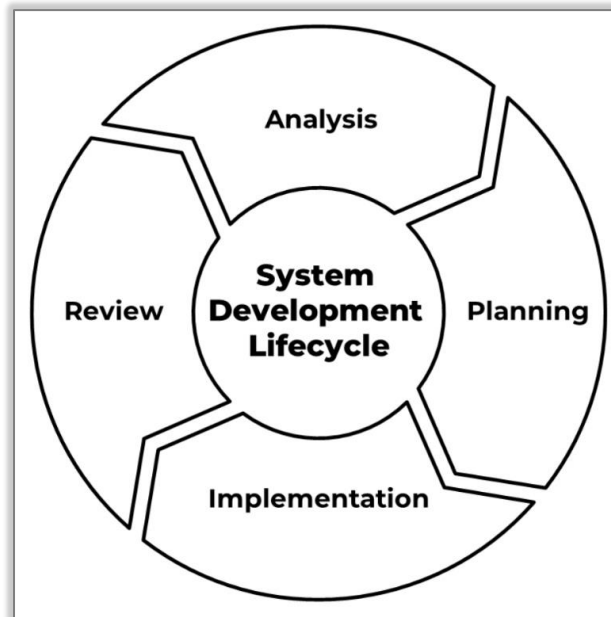 Analysis
System
Development
Lifecycle
Review
Planning
Implementation